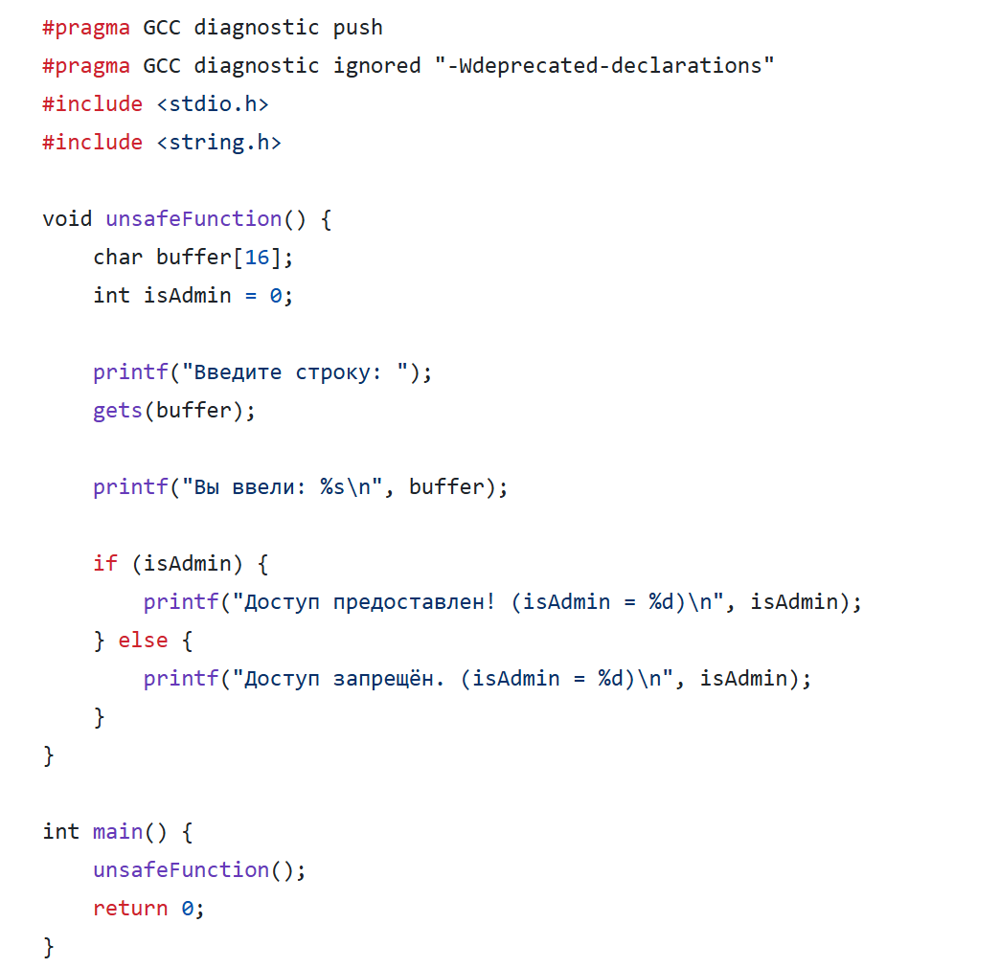 #pragma GCC diagnostic push
#pragma GCC diagnostic ignored "-Wdeprecated-declarations"
#include <stdio.h>
#include <string.h>

void unsafeFunction() {
    char buffer[16];
    int isAdmin = 0;

    printf("Введите строку: ");
    gets(buffer);

    printf("Вы ввели: %s\n", buffer);

    if (isAdmin) {
        printf("Доступ предоставлен! (isAdmin = %d)\n", isAdmin);
    } else {
        printf("Доступ запрещён. (isAdmin = %d)\n", isAdmin);
    }
}

int main() {
    unsafeFunction();
    return 0;
}